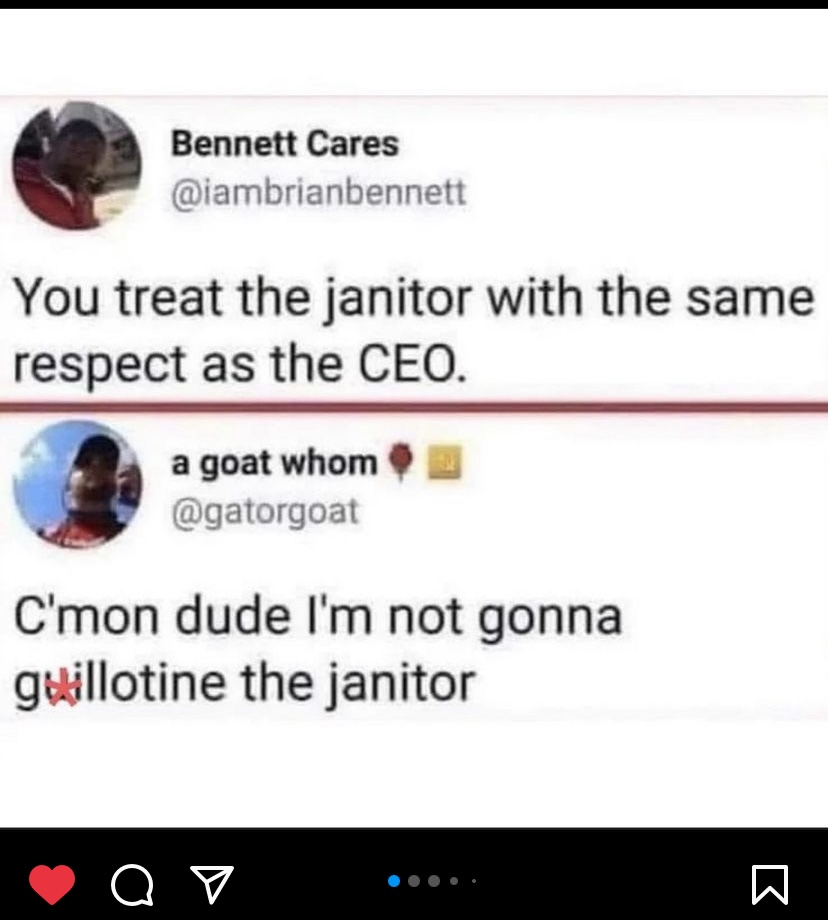 Bennett Cares
@iambrianbennett
You treat the janitor with the same
respect as the CEO.
a goat whom🌹🟨
@gatorgoat
C'mon dude I'm not gonna
g*illotine the janitor